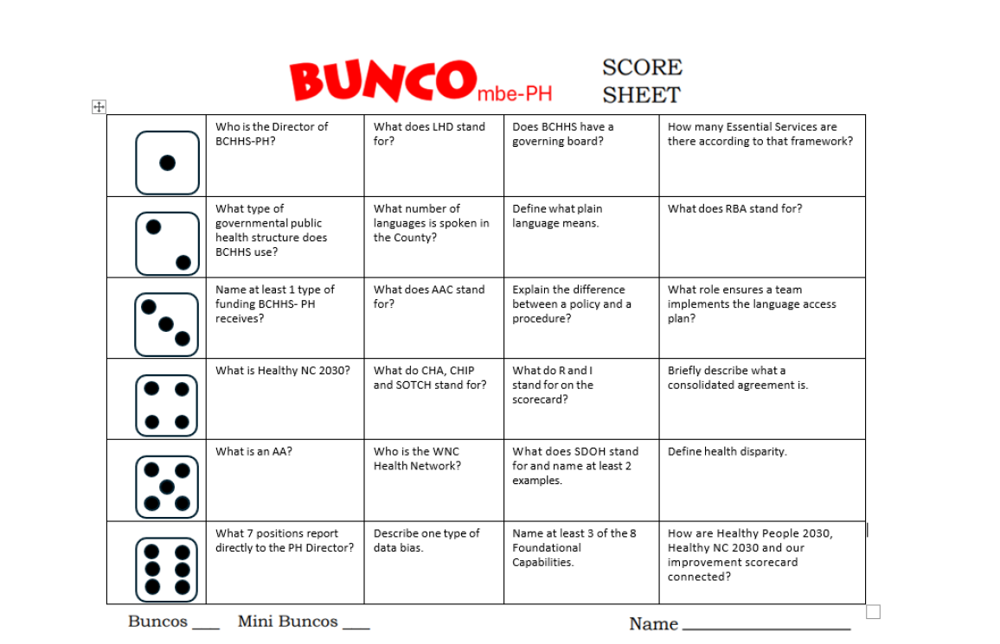 BUNCOmbe-PH
SCORE
SHEET
Who is the Director of
BCHHS-PH?
What does LHD stand
for?
Does BCHHS have a
governing board?
How many Essential Services are
there according to that framework?
What type of
governmental public
health structure does
BCHHS use?
What number of
languages is spoken in
the County?
Define what plain
language means.
What does RBA stand for?
Name at least 1 type of
funding BCHHS- PH
receives?
What does AAC stand
for?
Explain the difference
between a policy and a
procedure?
What role ensures a team
implements the language access
plan?
What is Healthy NC 2030?
What do CHA, CHIP
and SOTCH stand for?
What do R and I
stand for on the
scorecard?
Briefly describe what a
consolidated agreement is.
What is an AA?
Who is the WNC
Health Network?
What does SDOH stand
for and name at least 2
examples.
Define health disparity.
What 7 positions report
directly to the PH Director?
Describe one type of
data bias.
Name at least 3 of the 8
Foundational
Capabilities.
How are Healthy People 2030,
Healthy NC 2030 and our
improvement scorecard
connected?
Buncos ___ Mini Buncos ___ Name ___________________